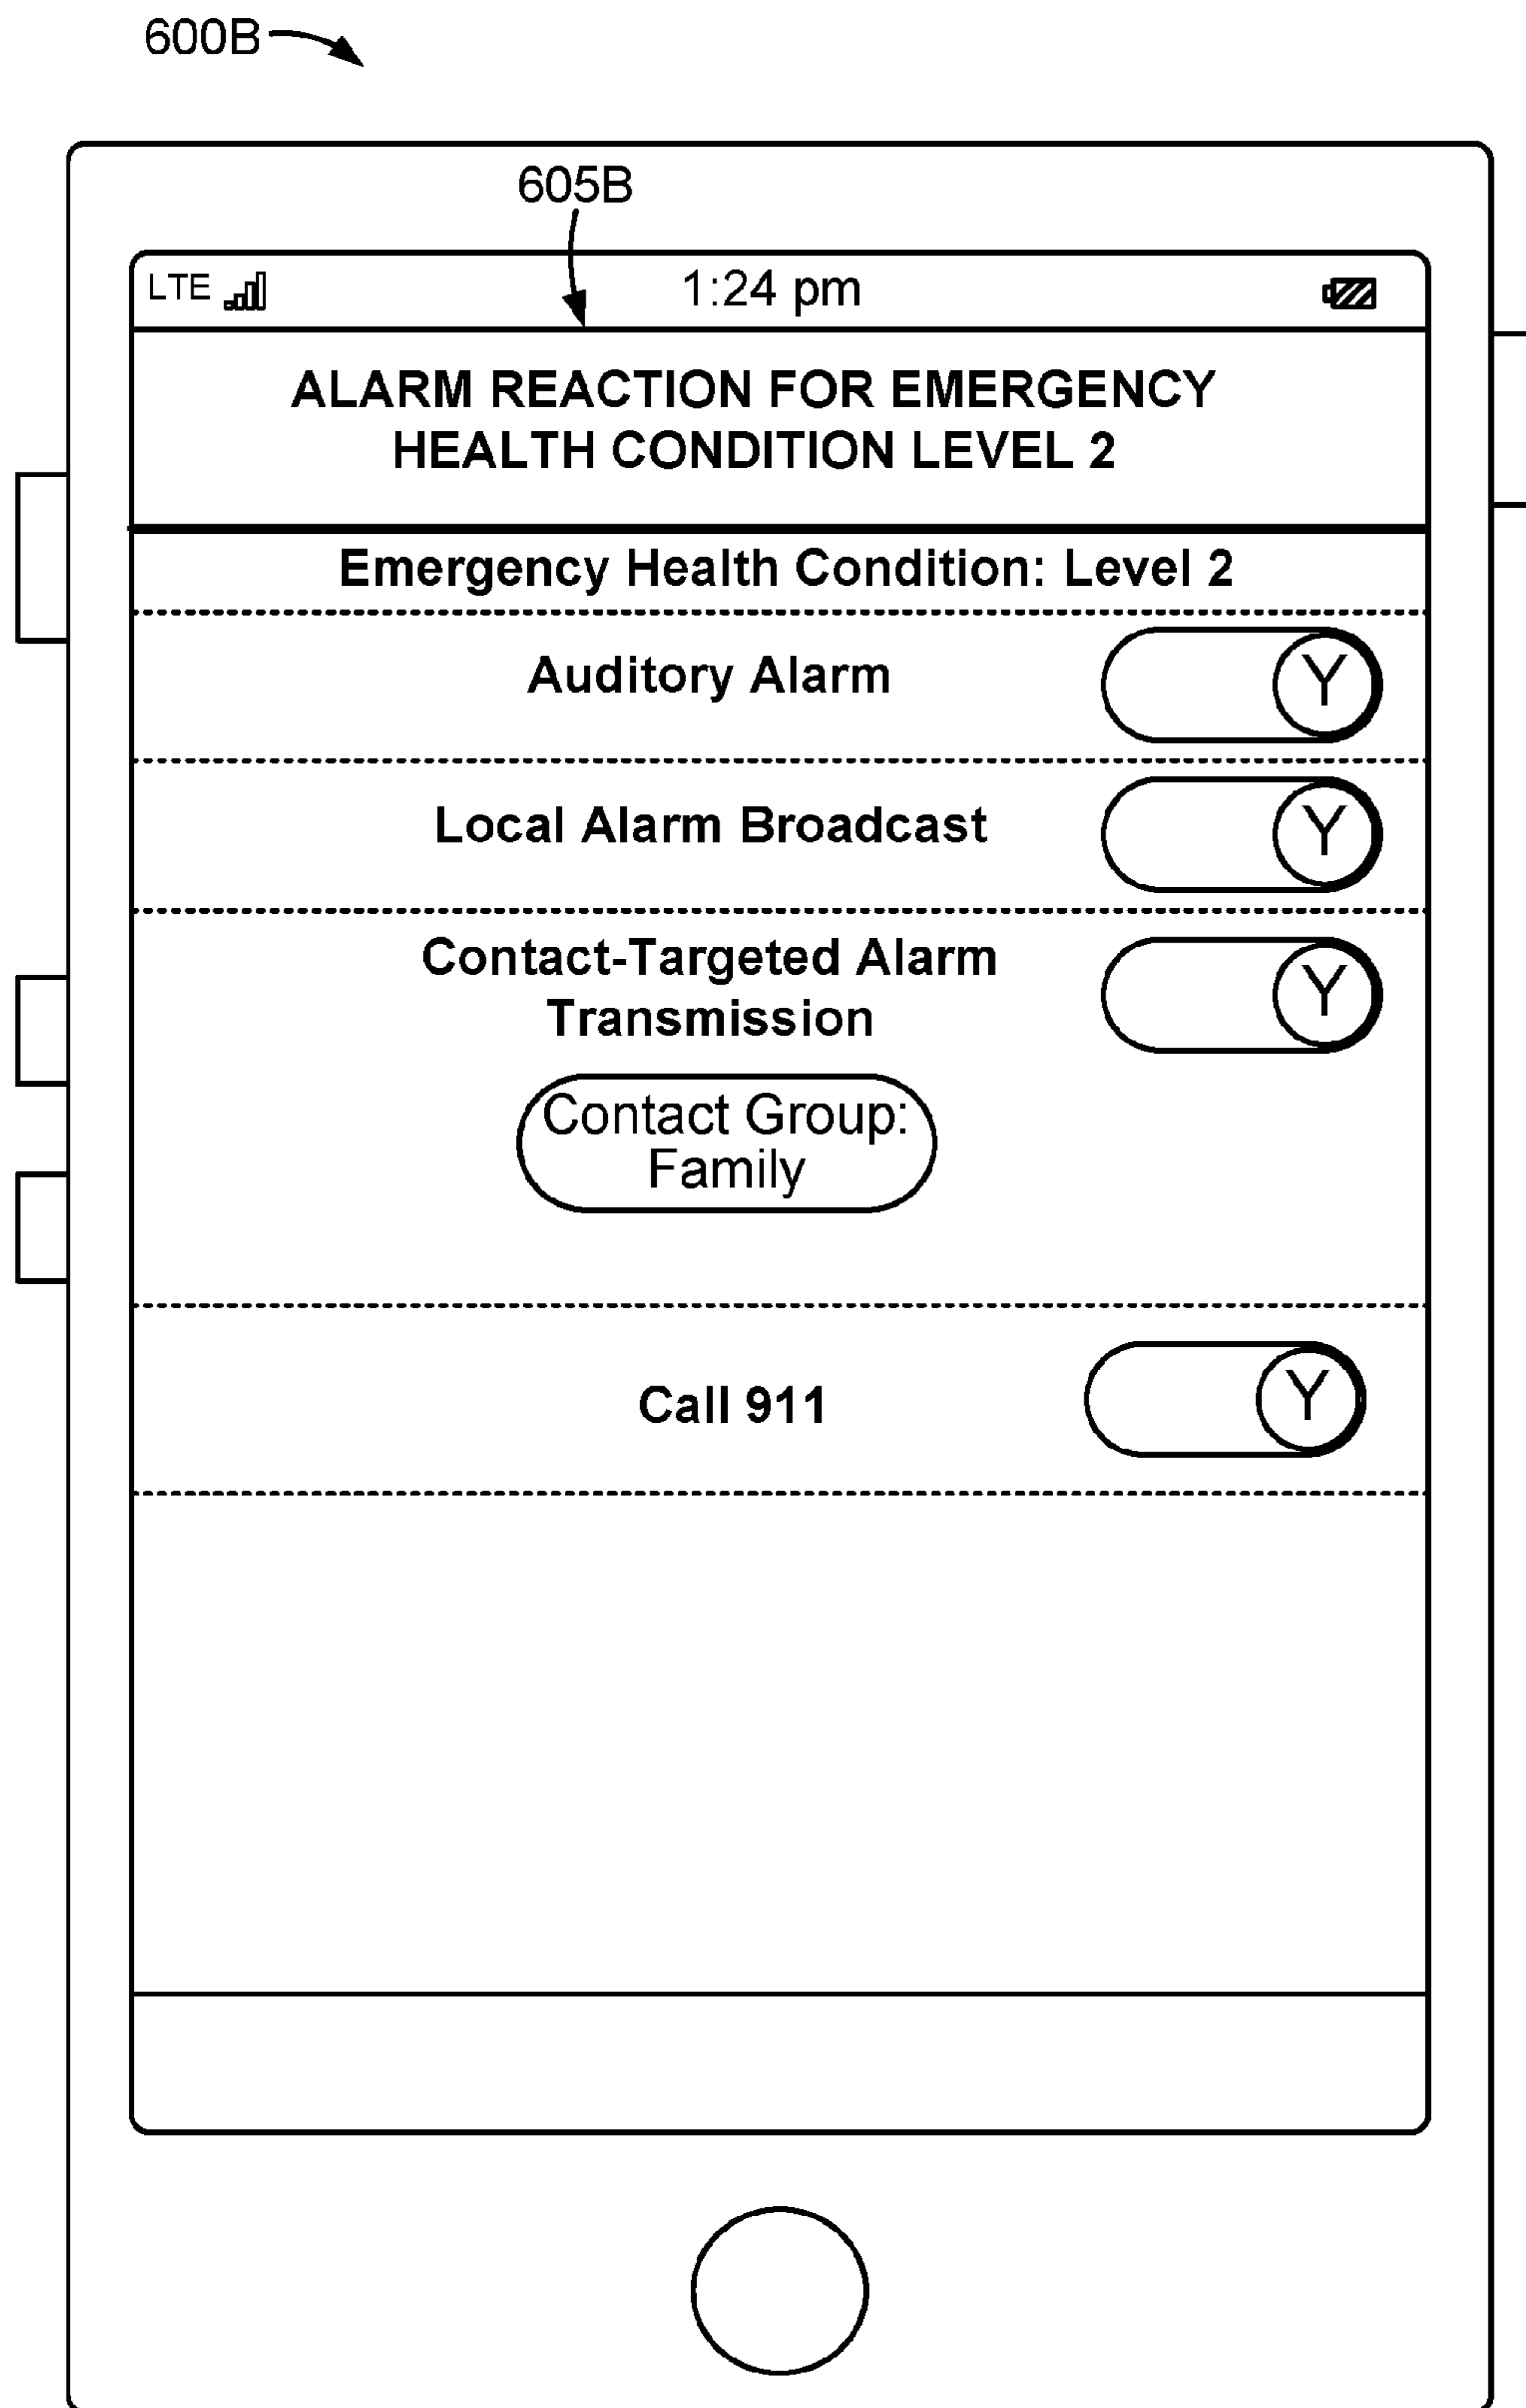 600B
605B
LTE 1:24 pm
ALARM REACTION FOR EMERGENCY
HEALTH CONDITION LEVEL 2
Emergency Health Condition: Level 2
Auditory Alarm Y
Local Alarm Broadcast Y
Contact-Targeted Alarm
Transmission Y
Contact Group:
Family
Call 911 Y